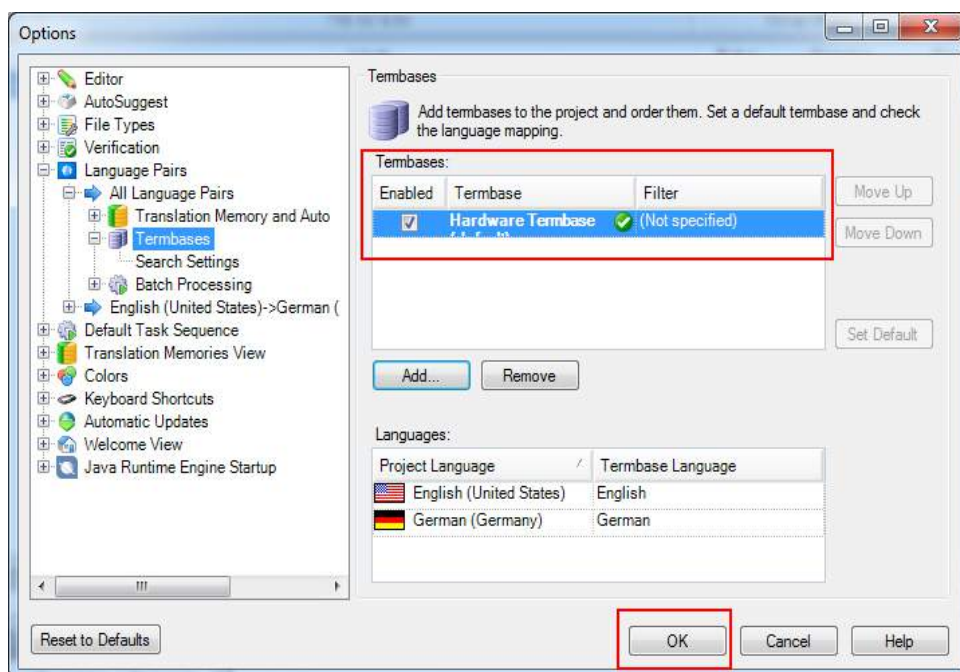 Options
Editor
AutoSuggest
File Types
Verification
Language Pairs
All Language Pairs
Translation Memory and Auto
Termbases
Search Settings
Batch Processing
English (United States)->German (
Default Task Sequence
Translation Memories View
Colors
Keyboard Shortcuts
Automatic Updates
Welcome View
Java Runtime Engine Startup
Termbases
Add termbases to the project and order them. Set a default termbase and check
the language mapping.
Termbases:
Enabled Termbase Filter
Hardware Termbase (Not specified)
Move Up
Move Down
Set Default
Add... Remove
Languages:
Project Language Termbase Language
English (United States) English
German (Germany) German
Reset to Defaults OK Cancel Help